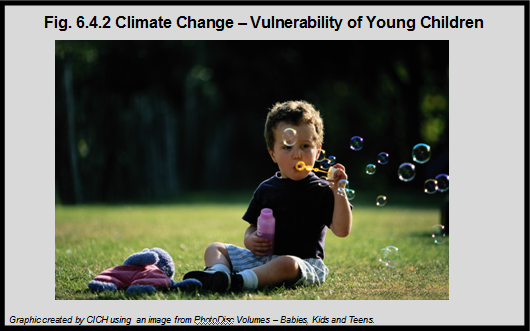 Fig. 6.4.2 Climate Change – Vulnerability of Young Children
Graphic created by CICH using an image from PhotoDisc Volumes – Babies, Kids and Teens.